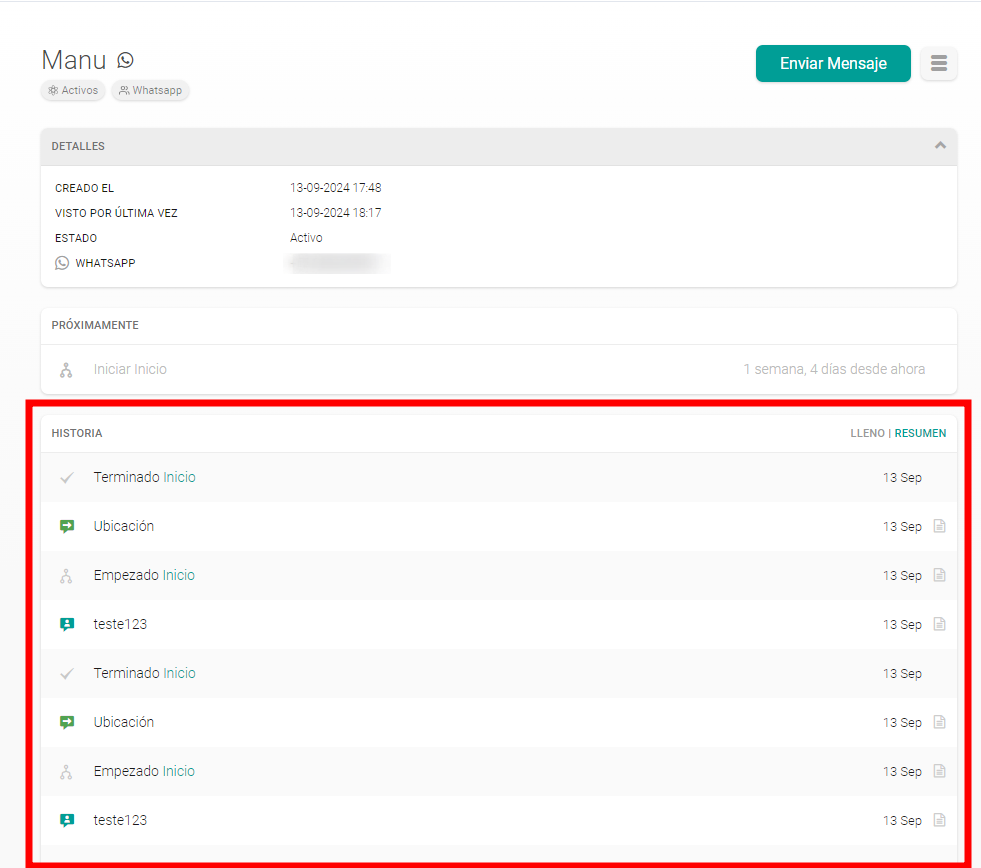 Manu
Enviar Mensaje
Activos Whatsapp
DETALLES
CREADO EL 13-09-2024 17:48
VISTO POR ÚLTIMA VEZ 13-09-2024 18:17
ESTADO Activo
WHATSAPP
PRÓXIMAMENTE
Iniciar Inicio 1 semana, 4 días desde ahora
HISTORIA LLENO | RESUMEN
Terminado Inicio 13 Sep
Ubicación 13 Sep
Empezado Inicio 13 Sep
teste123 13 Sep
Terminado Inicio 13 Sep
Ubicación 13 Sep
Empezado Inicio 13 Sep
teste123 13 Sep